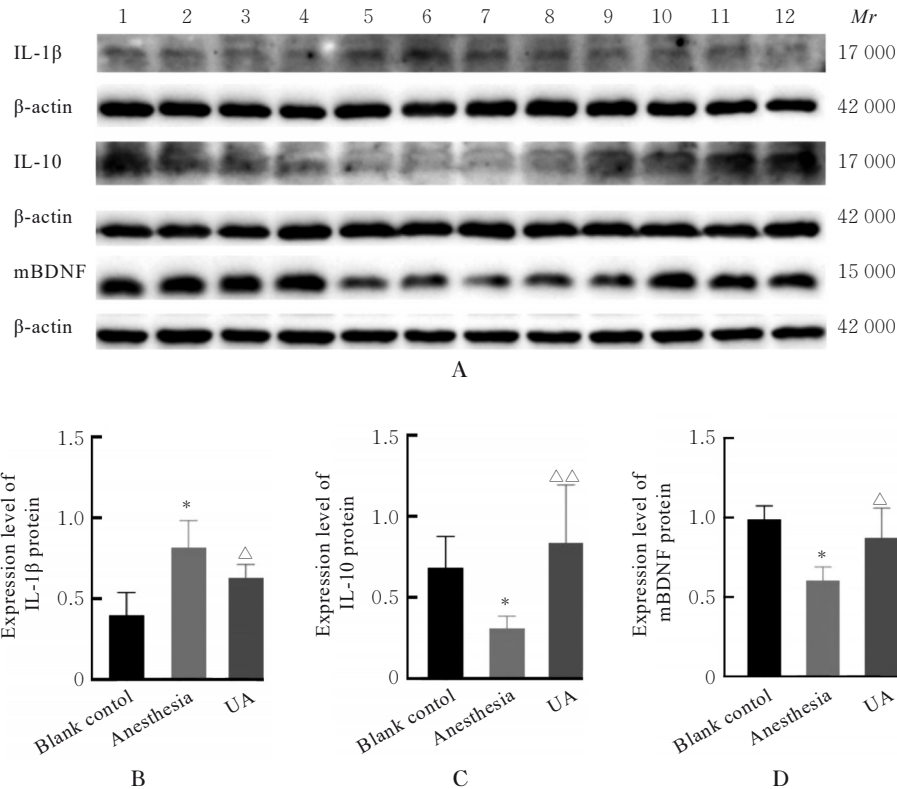 1 2 3 4 5 6 7 8 9 10 11 12 Mr
IL-1β 17 000
β-actin 42 000
IL-10 17 000
β-actin 42 000
mBDNF 15 000
β-actin 42 000
A
Expression level of
IL-1β protein
1.5
1.0
0.5
0
*
△
Blank contol
Anesthesia
UA
B
Expression level of
IL-10 protein
1.5
1.0
0.5
0
*
△△
Blank contol
Anesthesia
UA
C
Expression level of
mBDNF protein
1.5
1.0
0.5
0
*
△
Blank contol
Anesthesia
UA
D